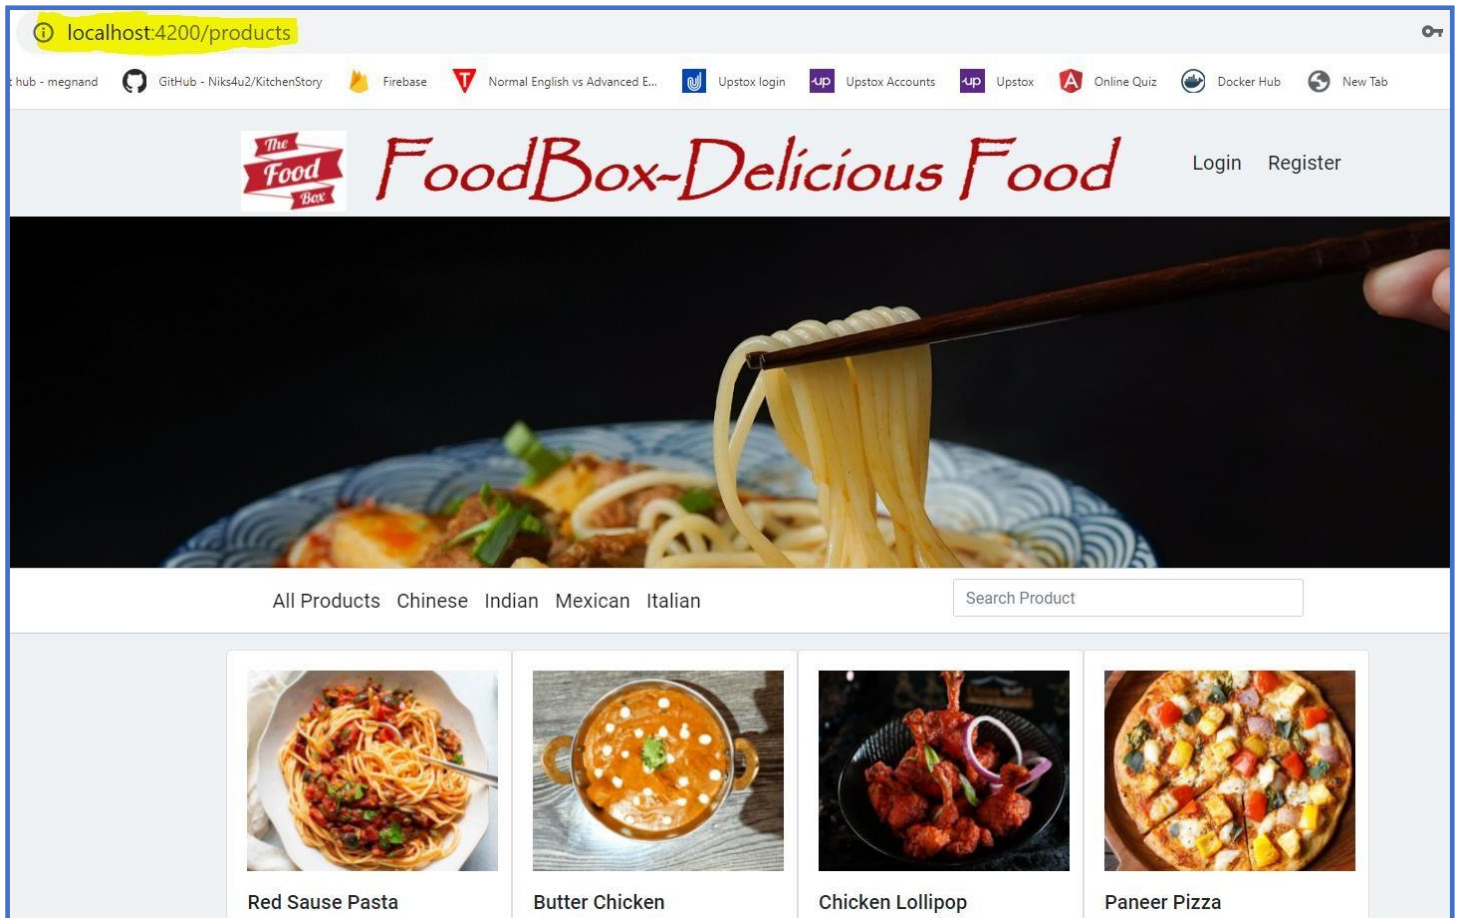 localhost:4200/products
t hub - megnand GitHub - Niks4u2/KitchenStory Firebase Normal English vs Advanced E... Upstox login Upstox Accounts Upstox Online Quiz Docker Hub New Tab
The
Food
Box
FoodBox-Delicious Food
Login Register
All Products Chinese Indian Mexican Italian
Search Product
Red Sause Pasta Butter Chicken Chicken Lollipop Paneer Pizza